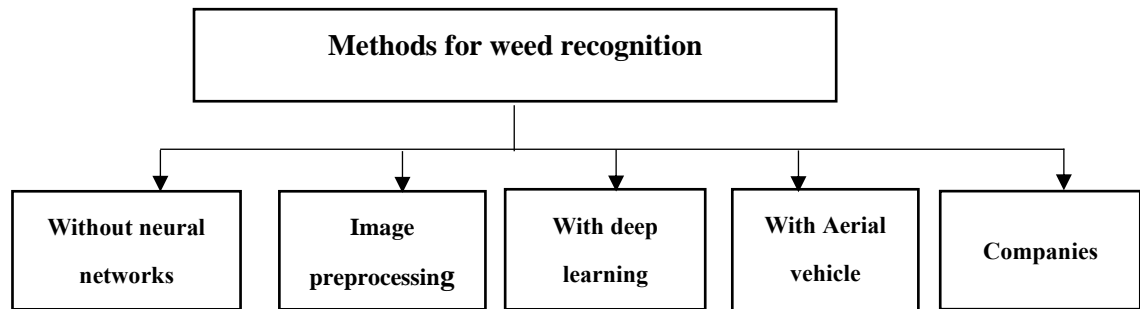 Methods for weed recognition
Without neural
networks
Image
preprocessing
With deep
learning
With Aerial
vehicle
Companies